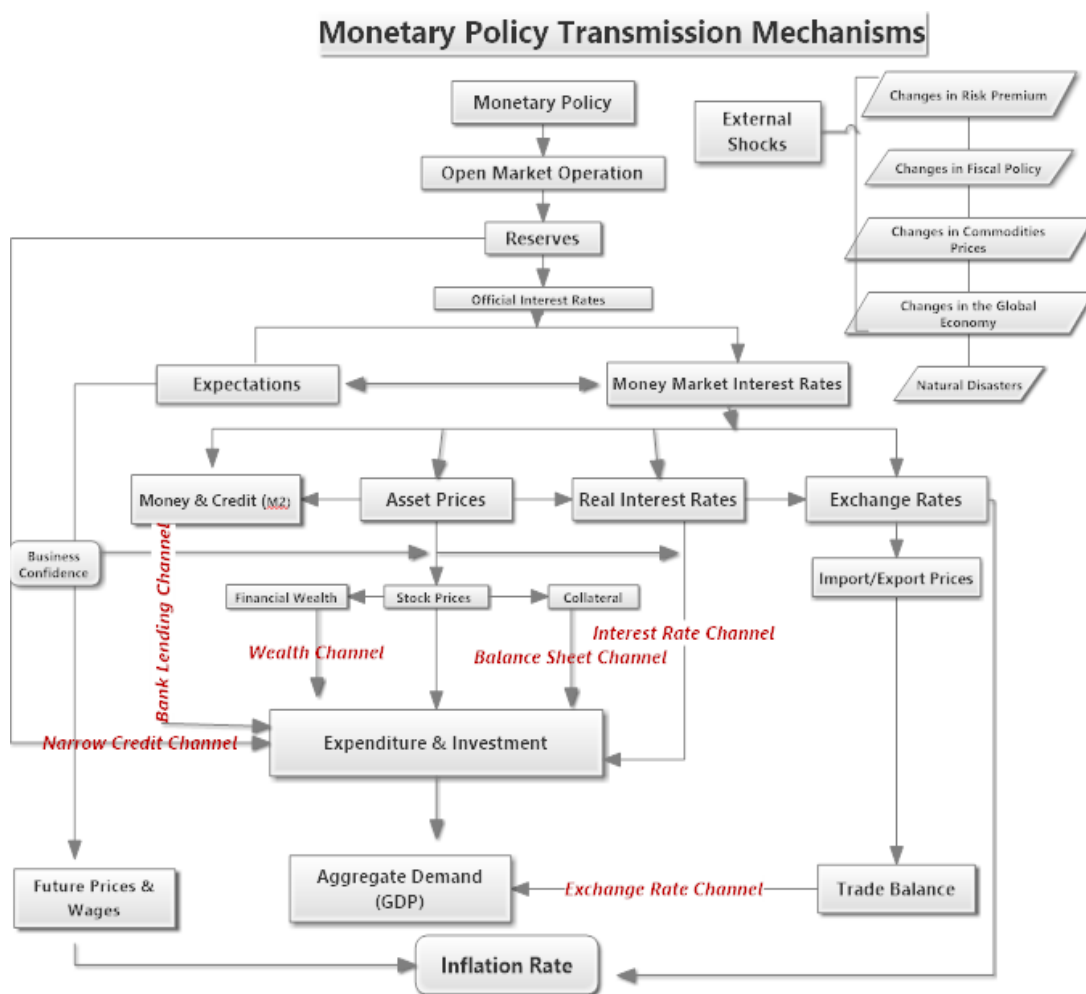 Monetary Policy Transmission Mechanisms
Monetary Policy
External
Shocks
Changes in Risk Premium
Open Market Operation
Changes in Fiscal Policy
Reserves
Changes in Commodities
Prices
Official Interest Rates
Changes in the Global
Economy
Expectations
Money Market Interest Rates
Natural Disasters
Money & Credit (M2)
Asset Prices
Real Interest Rates
Exchange Rates
Business
Confidence
Import/Export Prices
Financial Wealth
Stock Prices
Collateral
Bank Lending Channel
Wealth Channel
Interest Rate Channel
Balance Sheet Channel
Narrow Credit Channel
Expenditure & Investment
Future Prices &
Wages
Aggregate Demand
(GDP)
Exchange Rate Channel
Trade Balance
Inflation Rate